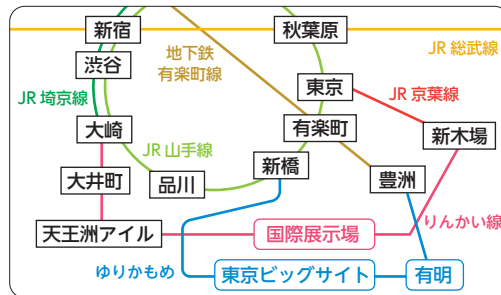 新宿
秋葉原
JR 総武線
渋谷
地下鉄
有楽町線
東京
JR 埼京線
JR 京葉線
大崎
有楽町
新木場
JR 山手線
新橋
大井町
品川
豊洲
りんかい線
天王洲アイル
国際展示場
ゆりかもめ
東京ビッグサイト
有明